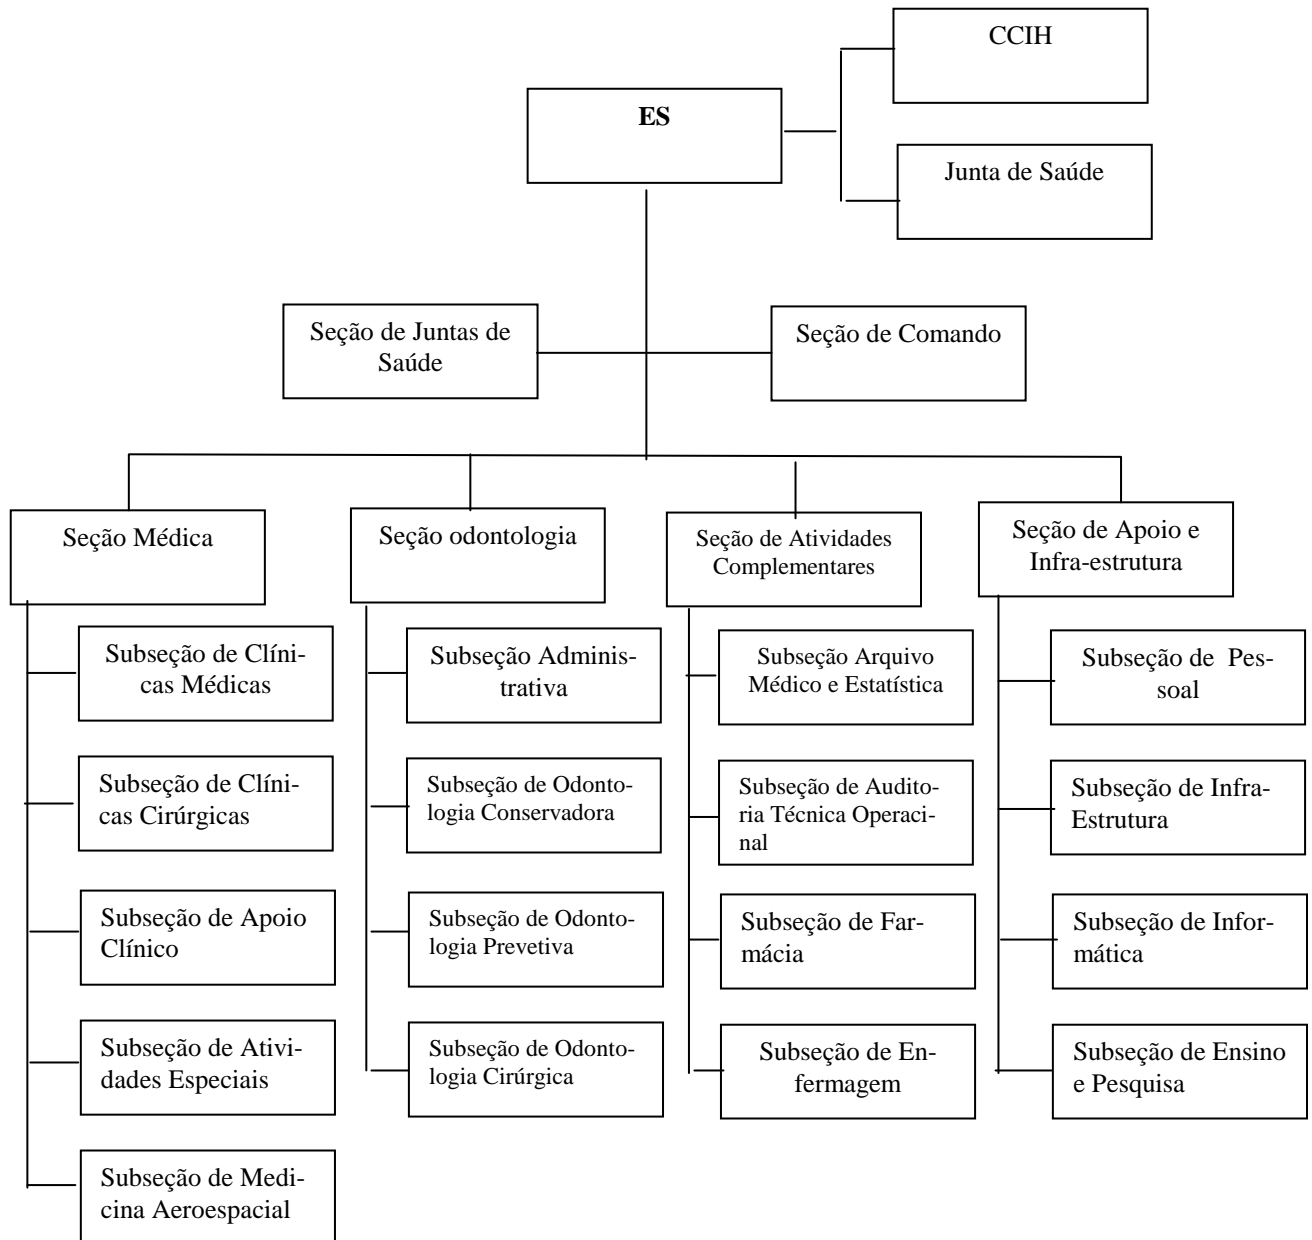 CCIH
ES
Junta de Saúde
Seção de Juntas de
Saúde
Seção de Comando
Seção Médica
Seção odontologia
Seção de Atividades
Complementares
Seção de Apoio e
Infra-estrutura
Subseção de Clíni-
cas Médicas
Subseção de Clíni-
cas Cirúrgicas
Subseção de Apoio
Clínico
Subseção de Ativi-
dades Especiais
Subseção de Medi-
cina Aeroespacial
Subseção Adminis-
trativa
Subseção de Odonto-
logia Conservadora
Subseção de Odonto-
logia Prevetiva
Subseção de Odonto-
logia Cirúrgica
Subseção Arquivo
Médico e Estatística
Subseção de Audito-
ria Técnica Operaci-
nal
Subseção de Far-
mácia
Subseção de En-
fermagem
Subseção de Pes-
soal
Subseção de Infra-
Estrutura
Subseção de Infor-
mática
Subseção de Ensino
e Pesquisa